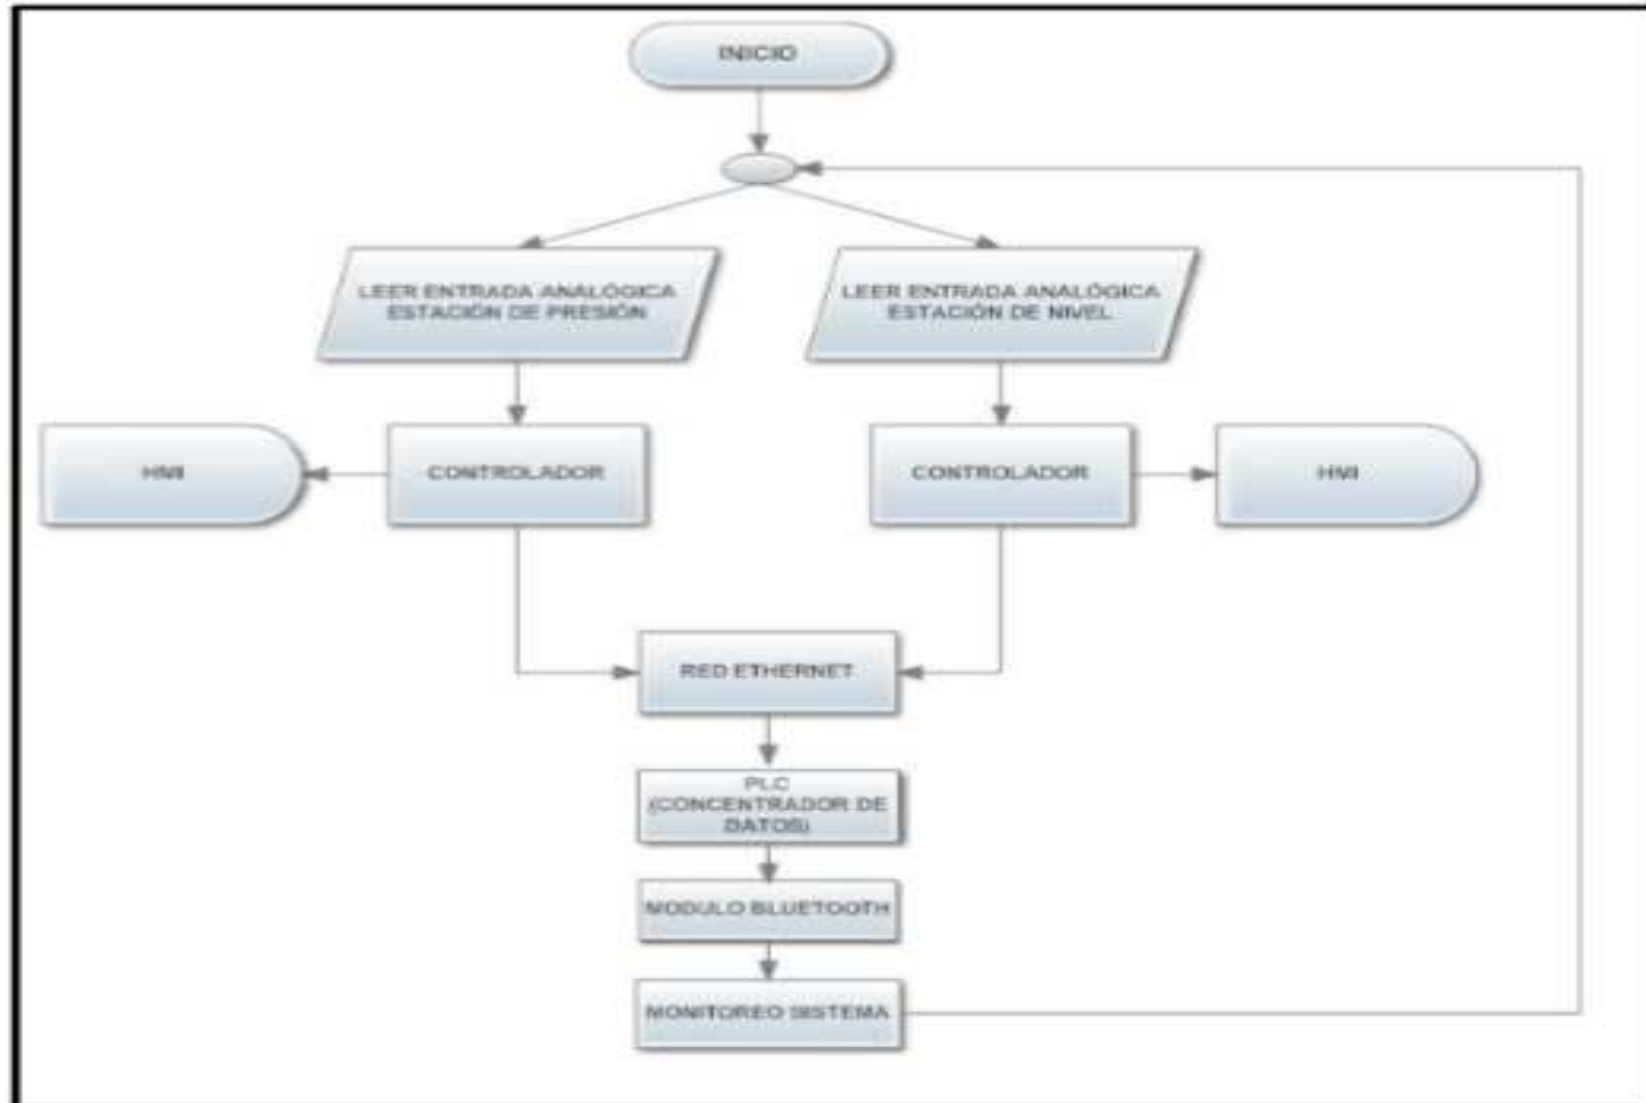 INICIO
LEER ENTRADA ANALÓGICA
ESTACIÓN DE PRESIÓN
LEER ENTRADA ANALÓGICA
ESTACIÓN DE NIVEL
HMI
CONTROLADOR
CONTROLADOR
HMI
RED ETHERNET
PLC
(CONCENTRADOR DE
DATOS)
MODULO BLUETOOTH
MONITOREO SISTEMA